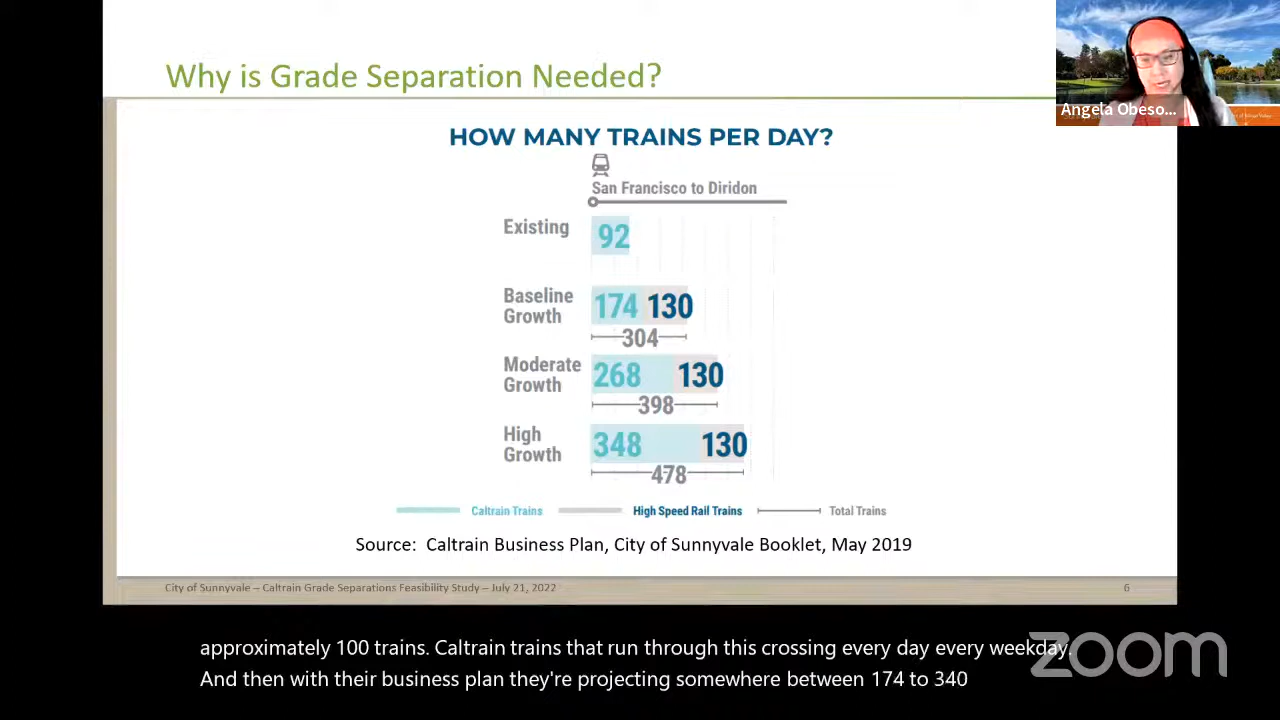 Why is Grade Separation Needed?
Angela Obeso...
HOW MANY TRAINS PER DAY?
San Francisco to Diridon
Existing
92
Baseline
Growth
174 130
304
Moderate
Growth
268 130
398
High
Growth
348 130
478
Caltrain Trains High Speed Rail Trains Total Trains
Source: Caltrain Business Plan, City of Sunnyvale Booklet, May 2019
City of Sunnyvale – Caltrain Grade Separations Feasibility Study – July 21, 2022 6
approximately 100 trains. Caltrain trains that run through this crossing every day every weekday.
And then with their business plan they're projecting somewhere between 174 to 340
zoom